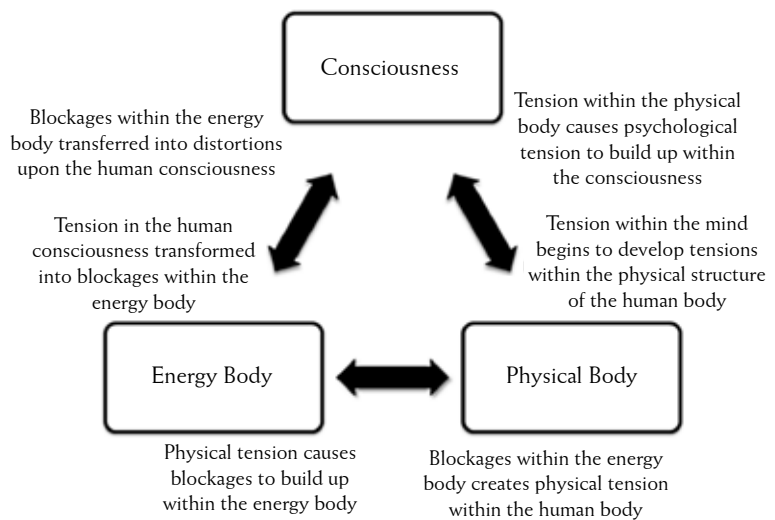 Consciousness
Blockages within the energy
body transferred into distortions
upon the human consciousness
Tension within the physical
body causes psychological
tension to build up within
the consciousness
Tension in the human
consciousness transformed
into blockages within the
energy body
Tension within the mind
begins to develop tensions
within the physical structure
of the human body
Energy Body
Physical Body
Physical tension causes
blockages to build up
within the energy body
Blockages within the energy
body creates physical tension
within the human body